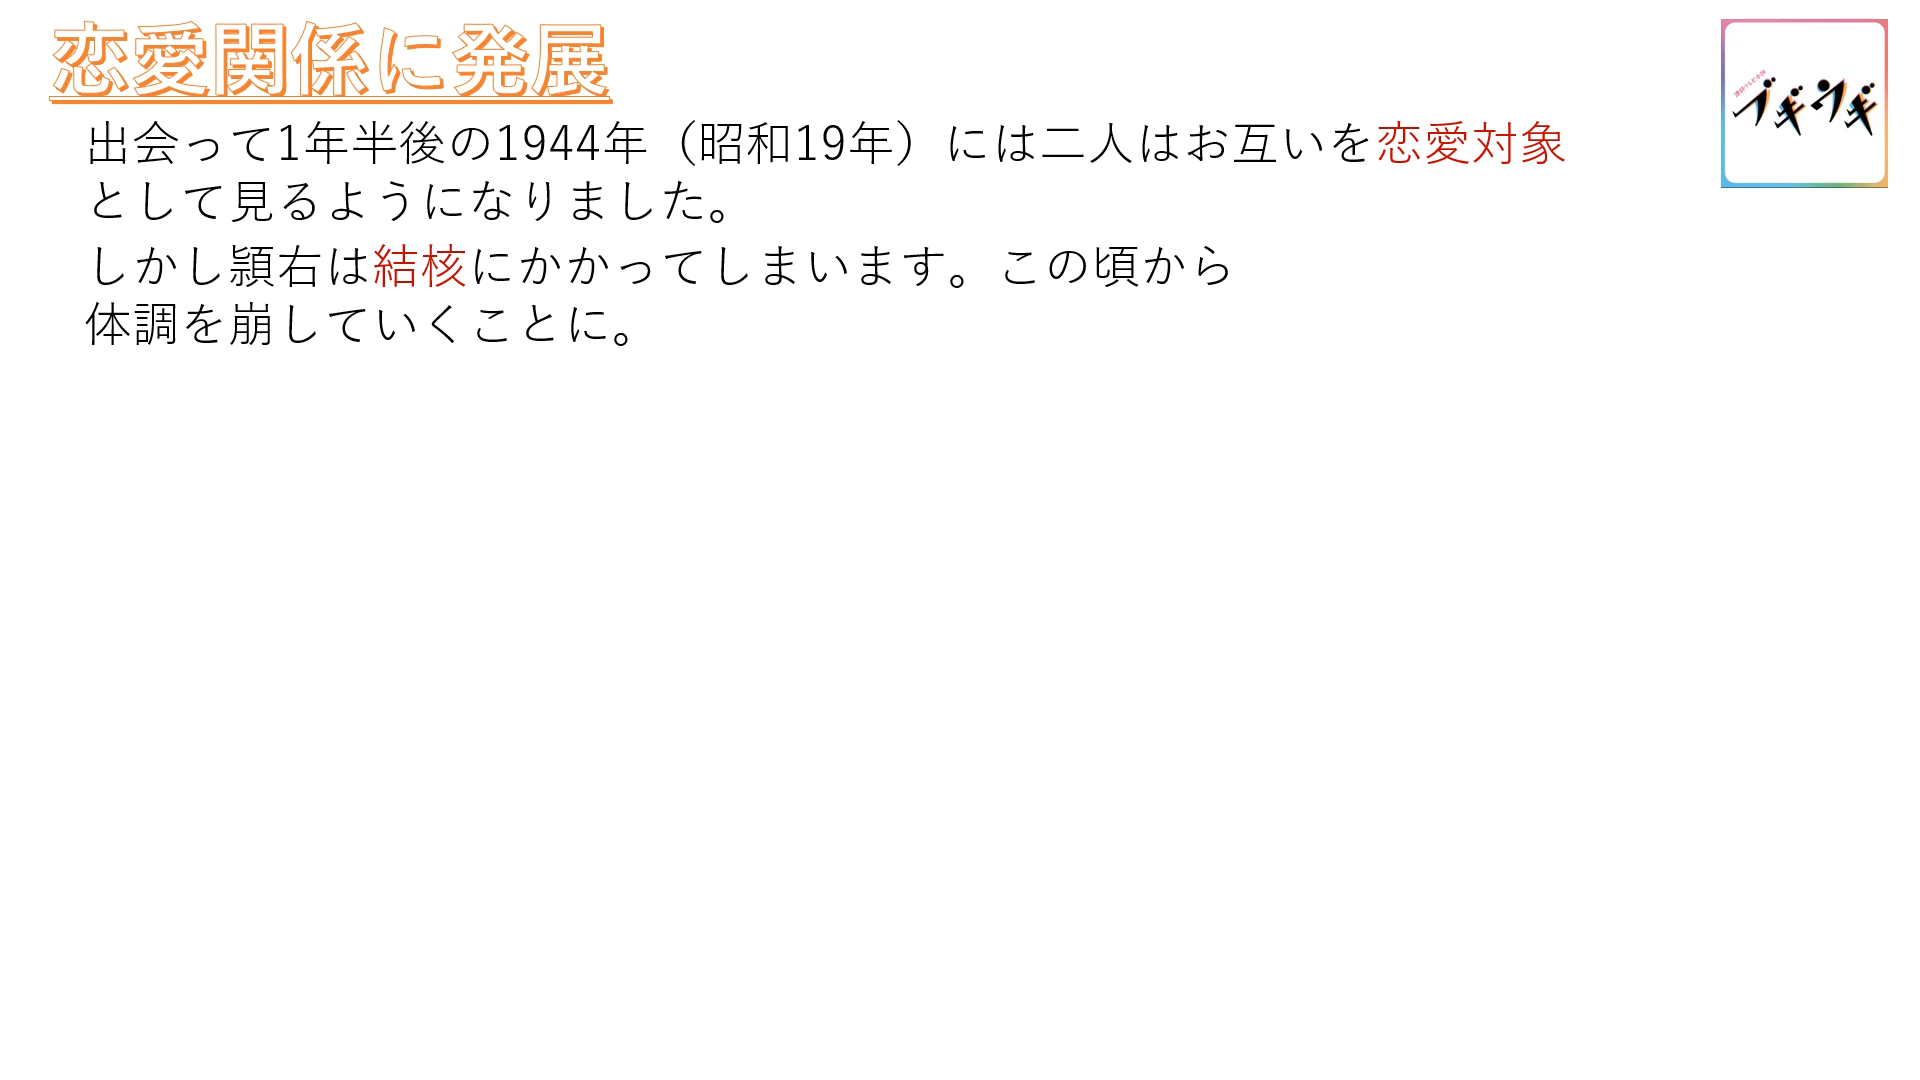 恋愛関係に発展
出会って1年半後の1944年（昭和19年）には二人はお互いを恋愛対象
として見るようになりました。
しかし頴右は結核にかかってしまいます。この頃から
体調を崩していくことに。
ブギウギ